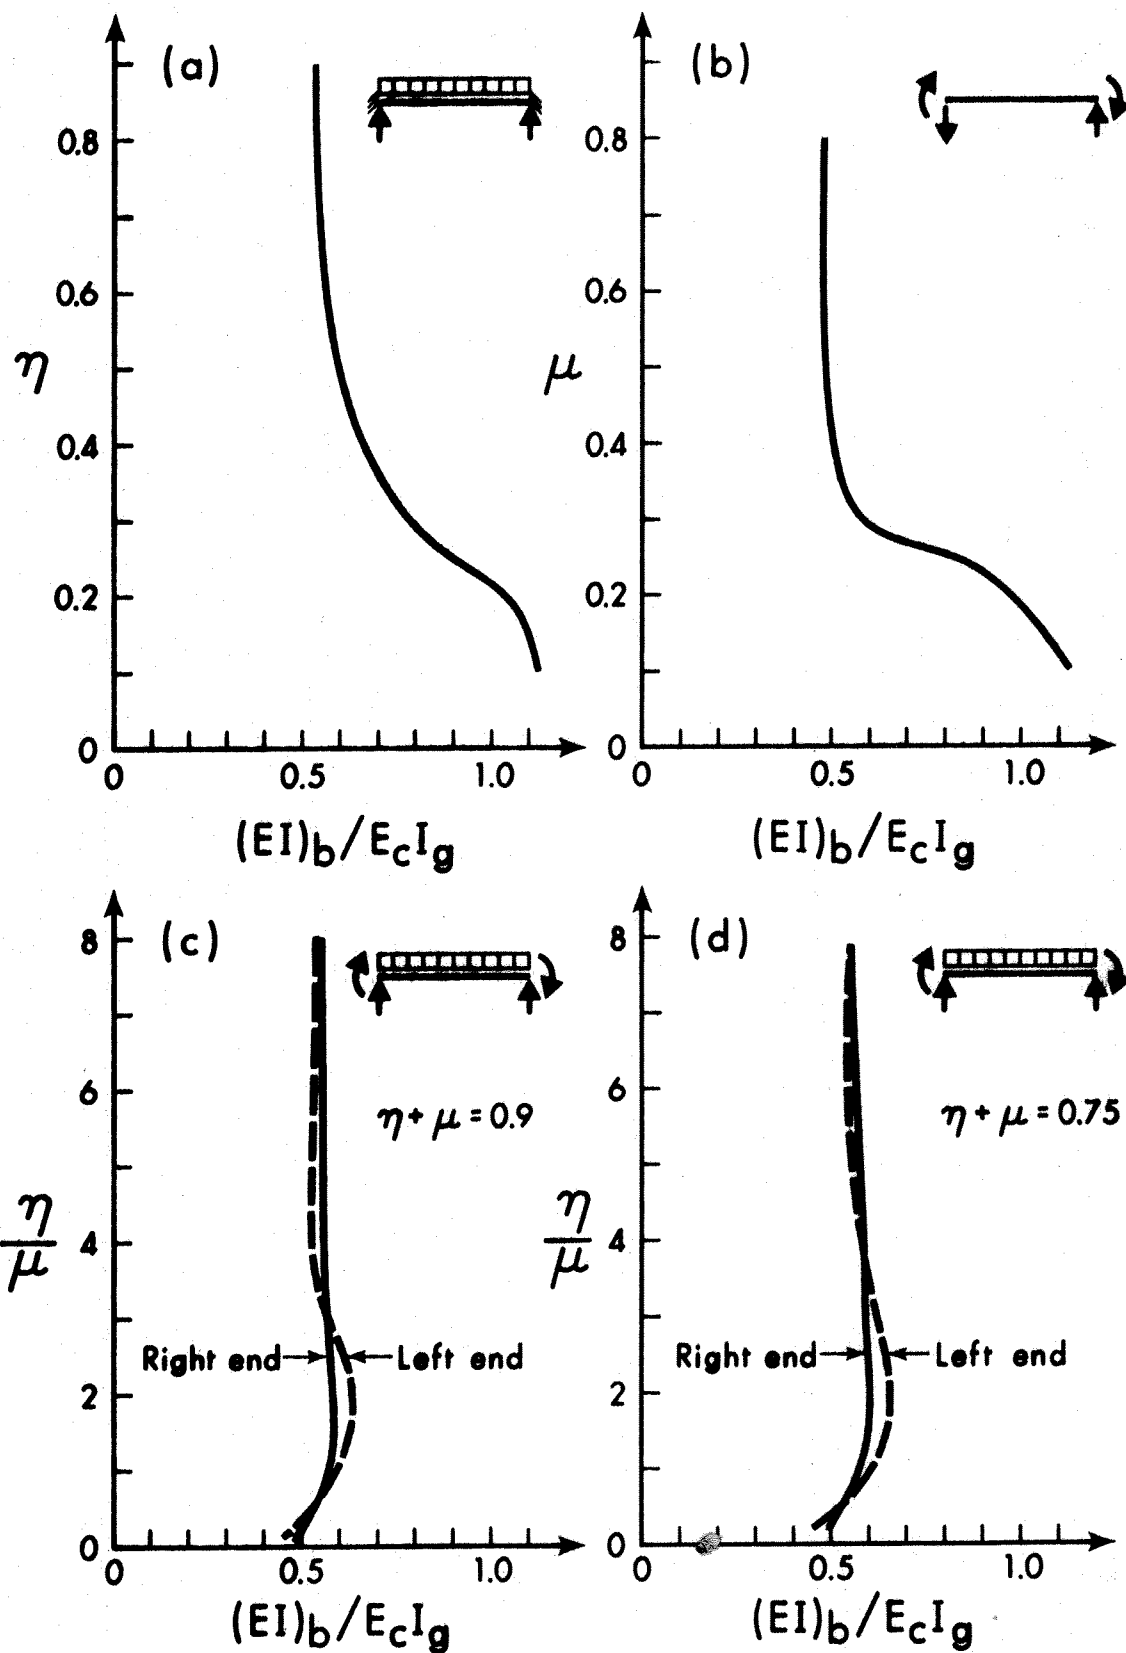 (a)
0.8
0.6
η
0.4
0.2
0
0 0.5 1.0
(EI)b/EcIg
(b)
0.8
0.6
μ
0.4
0.2
0
0 0.5 1.0
(EI)b/EcIg
(c)
8
6
η + μ = 0.9
η/μ
4
Right end
Left end
2
0
0 0.5 1.0
(EI)b/EcIg
(d)
8
6
η + μ = 0.75
η/μ
4
Right end
Left end
2
0
0 0.5 1.0
(EI)b/EcIg